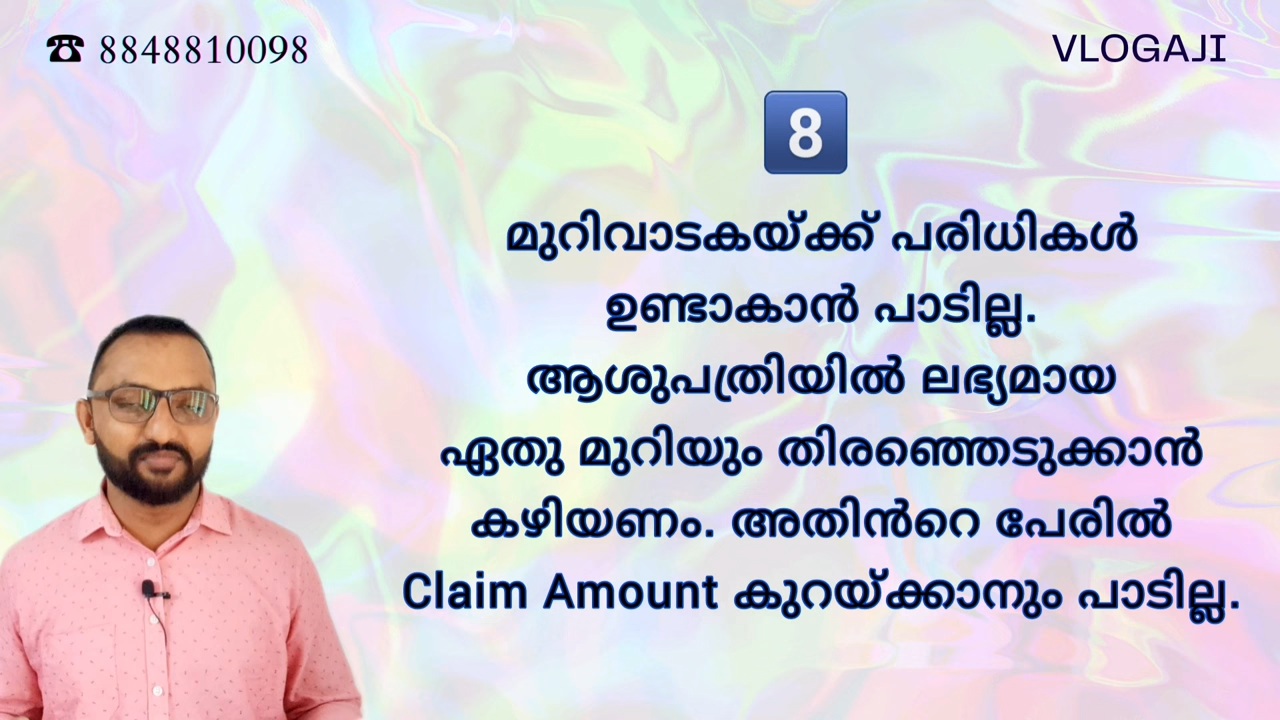 ☎ 8848810098
VLOGAJI
8
മുറിവാടകയ്ക്ക് പരിധികൾ
ഉണ്ടാകാൻ പാടില്ല.
ആശുപത്രിയിൽ ലഭ്യമായ
ഏതു മുറിയും തിരഞ്ഞെടുക്കാൻ
കഴിയണം. അതിൻറെ പേരിൽ
Claim Amount കുറയ്ക്കാനും പാടില്ല.